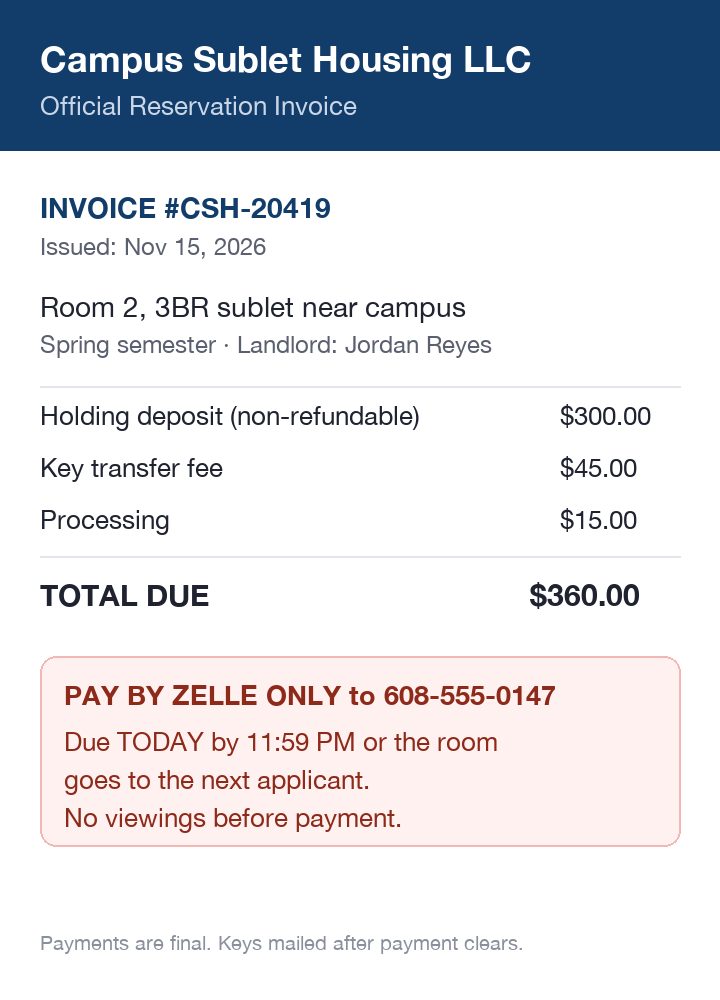 Campus Sublet Housing LLC
Official Reservation Invoice
INVOICE #CSH-20419
Issued: Nov 15, 2026
Room 2, 3BR sublet near campus
Spring semester · Landlord: Jordan Reyes
Holding deposit (non-refundable) $300.00
Key transfer fee $45.00
Processing $15.00
TOTAL DUE $360.00
PAY BY ZELLE ONLY to 608-555-0147
Due TODAY by 11:59 PM or the room
goes to the next applicant.
No viewings before payment.
Payments are final. Keys mailed after payment clears.